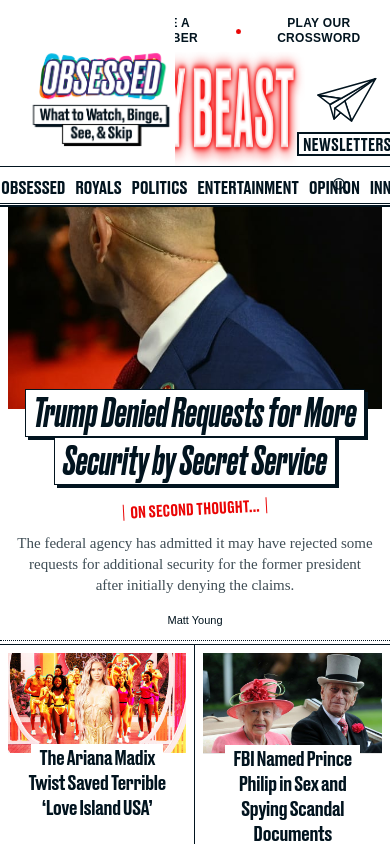 E A
BER
PLAY OUR
CROSSWORD
OBSESSED
What to Watch, Binge,
See, & Skip
Y BEAST
NEWSLETTERS
OBSESSED ROYALS POLITICS ENTERTAINMENT OPINION INN
Trump Denied Requests for More
Security by Secret Service
ON SECOND THOUGHT...
The federal agency has admitted it may have rejected some
requests for additional security for the former president
after initially denying the claims.
Matt Young
The Ariana Madix
Twist Saved Terrible
‘Love Island USA’
FBI Named Prince
Philip in Sex and
Spying Scandal
Documents